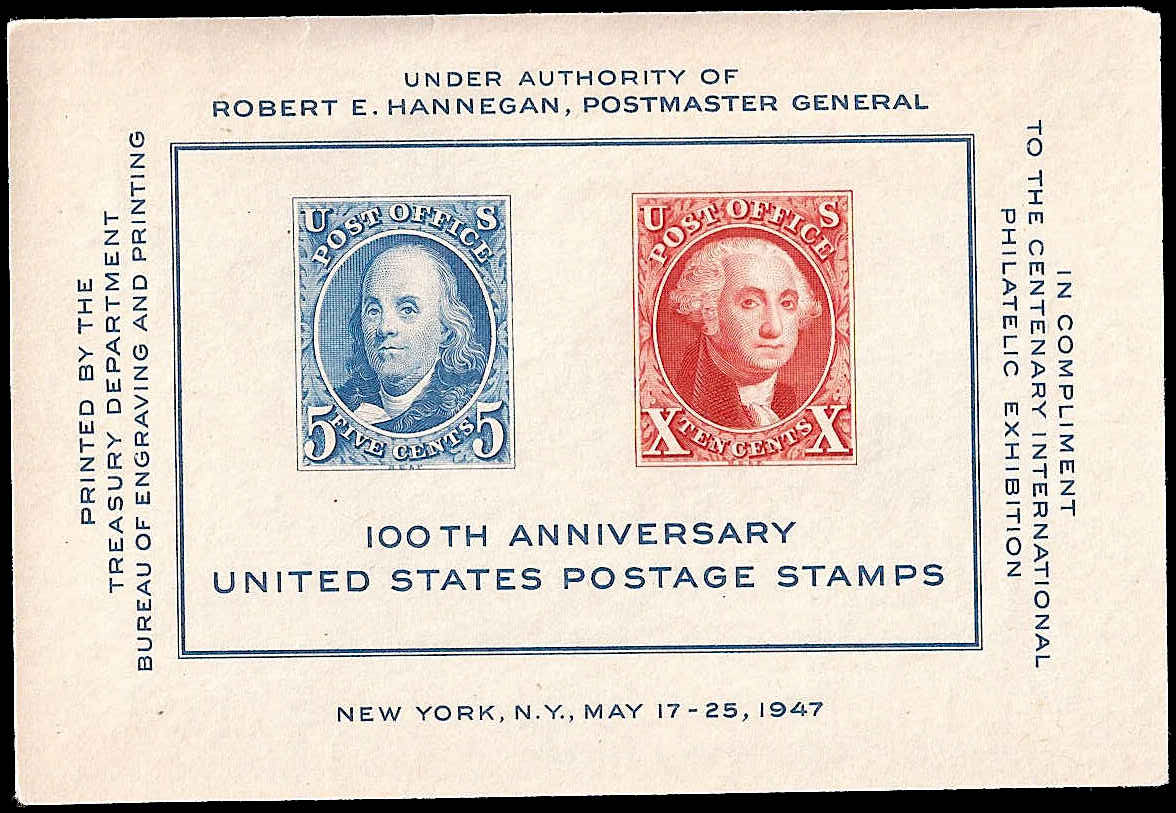 UNDER AUTHORITY OF
ROBERT E. HANNEGAN, POSTMASTER GENERAL
PRINTED BY THE
TREASURY DEPARTMENT
BUREAU OF ENGRAVING AND PRINTING
U S
POST OFFICE
5 5
FIVE CENTS
U S
POST OFFICE
X X
TEN CENTS
100TH ANNIVERSARY
UNITED STATES POSTAGE STAMPS
IN COMPLIMENT
TO THE CENTENARY INTERNATIONAL
PHILATELIC EXHIBITION
NEW YORK, N.Y., MAY 17-25, 1947